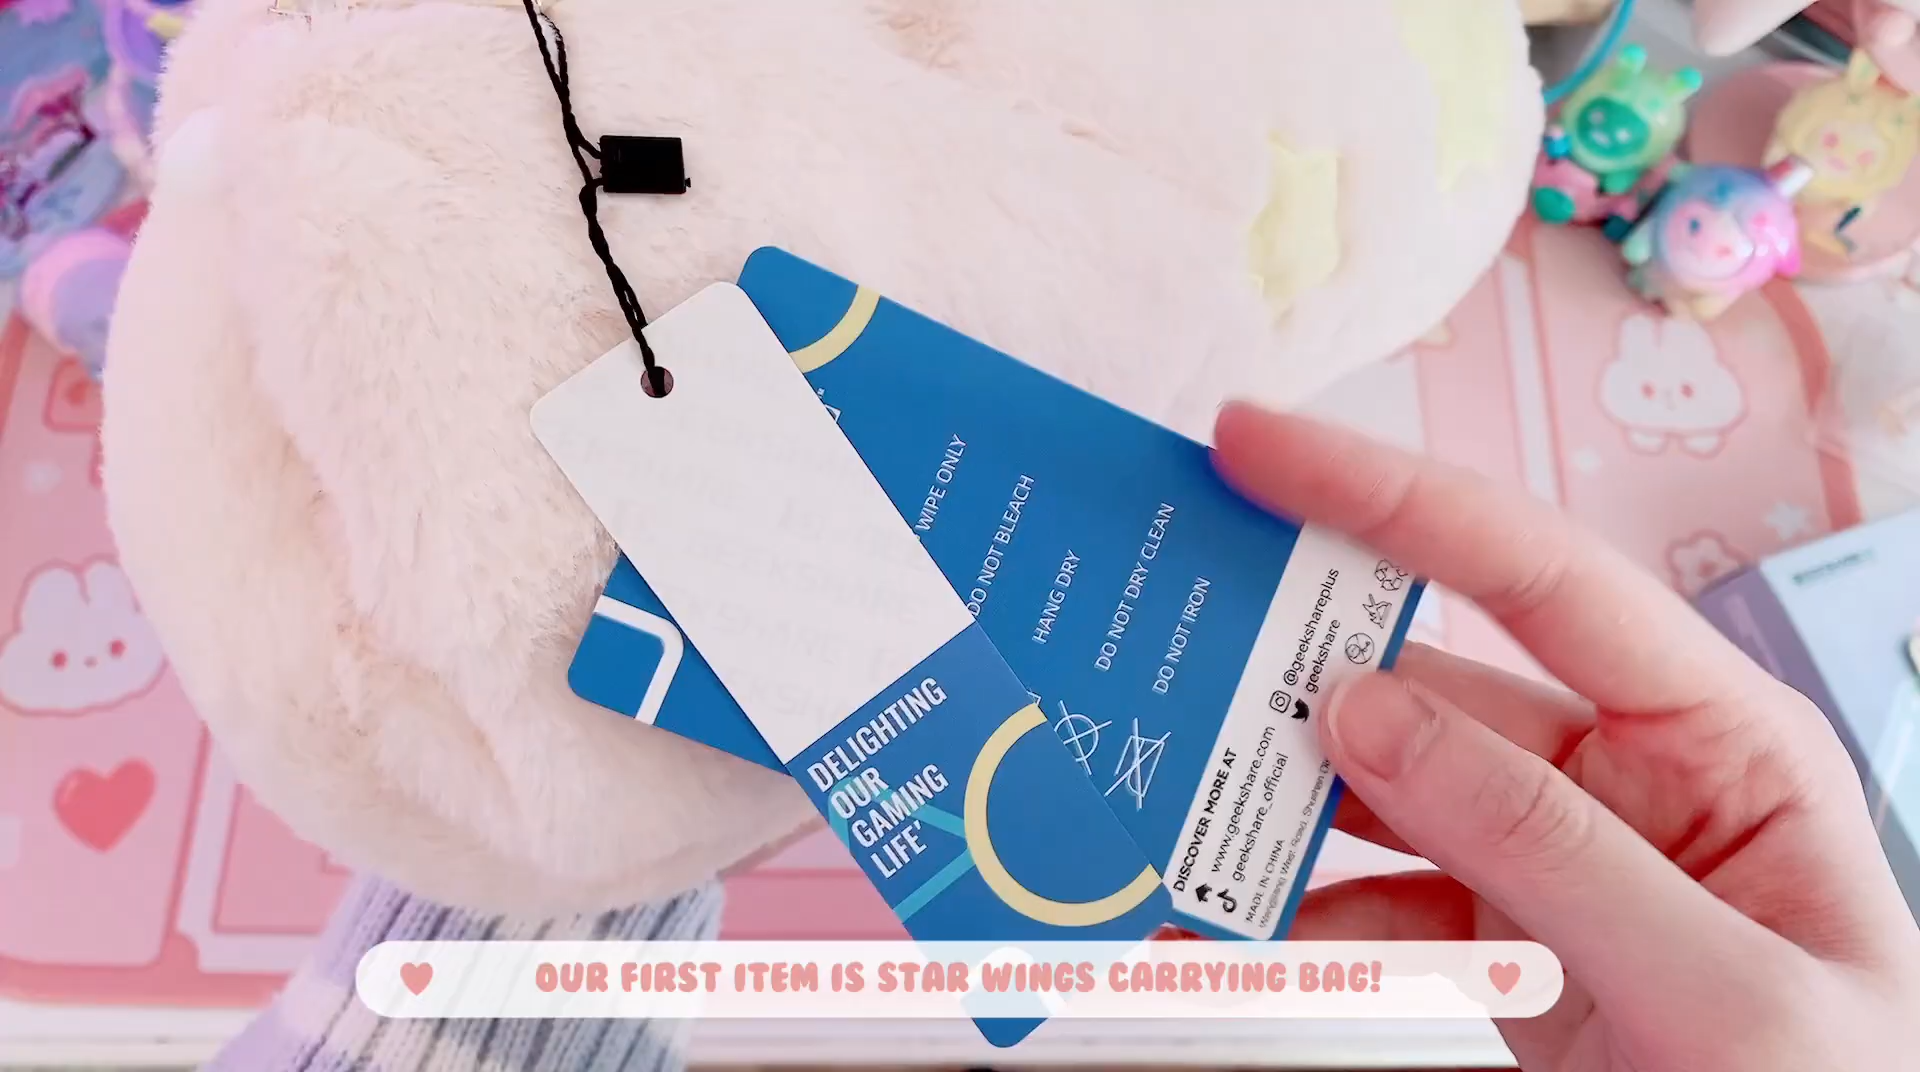 WIPE ONLY
DO NOT BLEACH
HANG DRY
DO NOT DRY CLEAN
DO NOT IRON
DELIGHTING
OUR
GAMING
LIFE'
DISCOVER MORE AT
www.geekshare.com
@geekshareplus
geekshare_official
geekshare
MADE IN CHINA
West Road,
OUR FIRST ITEM IS STAR WINGS CARRYING BAG!